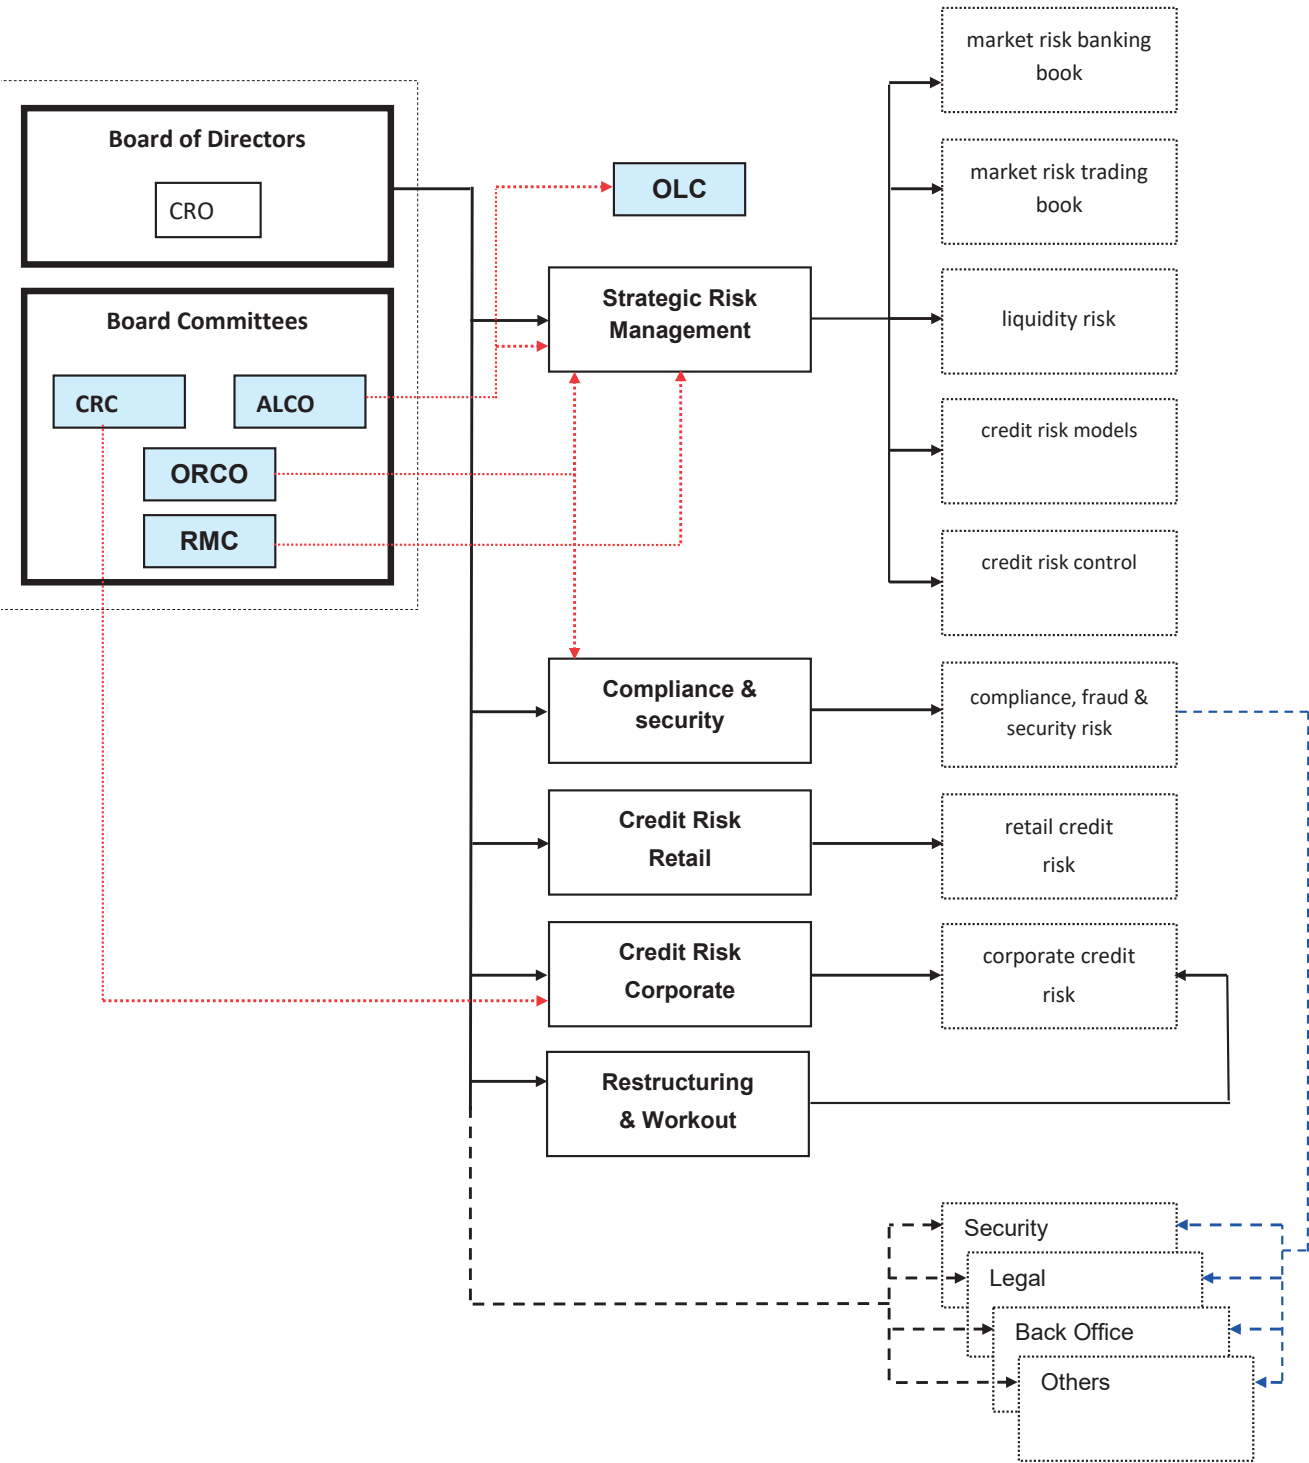 Board of Directors
CRO
Board Committees
CRC
ALCO
ORCO
RMC
OLC
Strategic Risk
Management
Compliance &
security
Credit Risk
Retail
Credit Risk
Corporate
Restructuring
& Workout
market risk banking
book
market risk trading
book
liquidity risk
credit risk models
credit risk control
compliance, fraud &
security risk
retail credit
risk
corporate credit
risk
Security
Legal
Back Office
Others